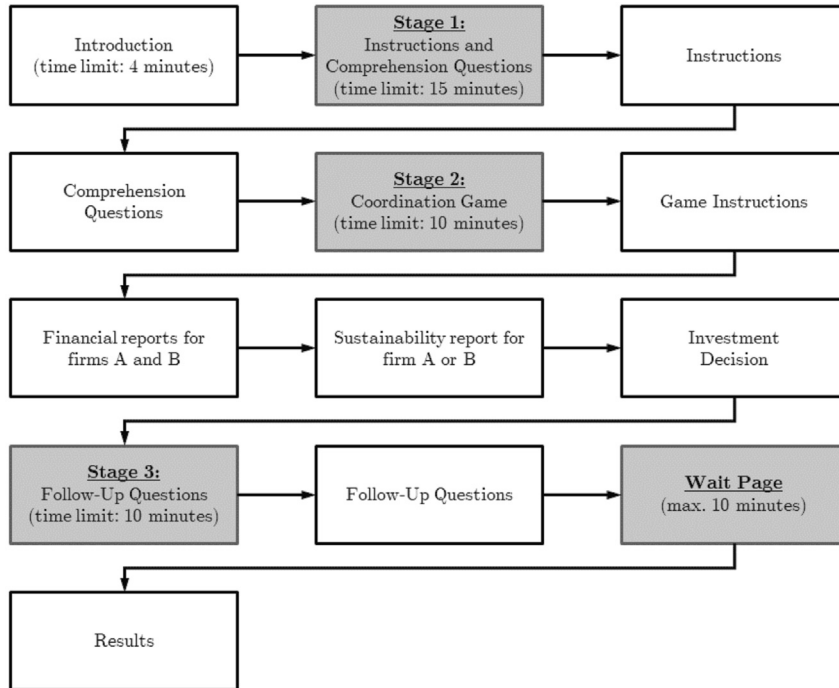 Introduction
(time limit: 4 minutes)
Stage 1:
Instructions and
Comprehension Questions
(time limit: 15 minutes)
Instructions
Comprehension
Questions
Stage 2:
Coordination Game
(time limit: 10 minutes)
Game Instructions
Financial reports for
firms A and B
Sustainability report for
firm A or B
Investment
Decision
Stage 3:
Follow-Up Questions
(time limit: 10 minutes)
Follow-Up Questions
Wait Page
(max. 10 minutes)
Results